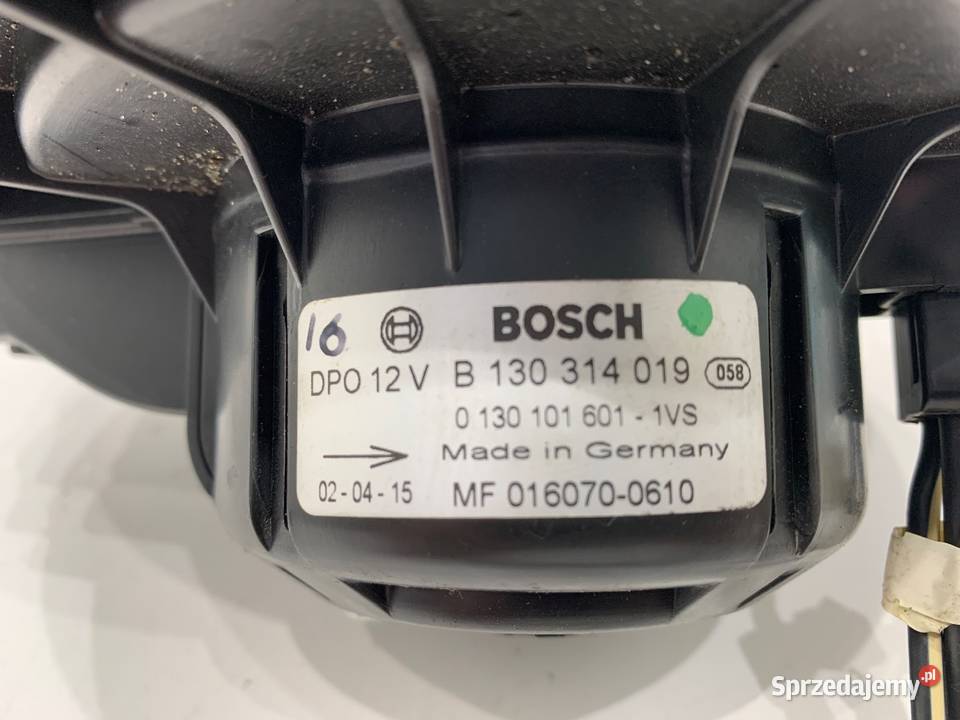 16 BOSCH
DPO 12 V B 130 314 019 058
0 130 101 601 - 1VS
Made in Germany
02 - 04 - 15 MF 016070-0610
Sprzedajemy.pl